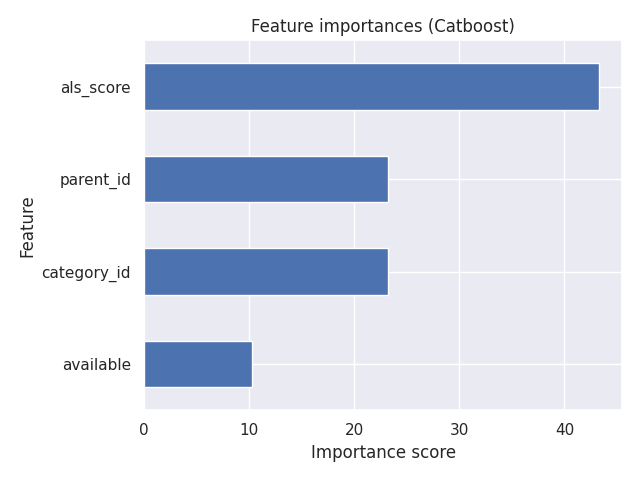 Feature importances (Catboost)
als_score
parent_id
category_id
available
Feature
0 10 20 30 40
Importance score